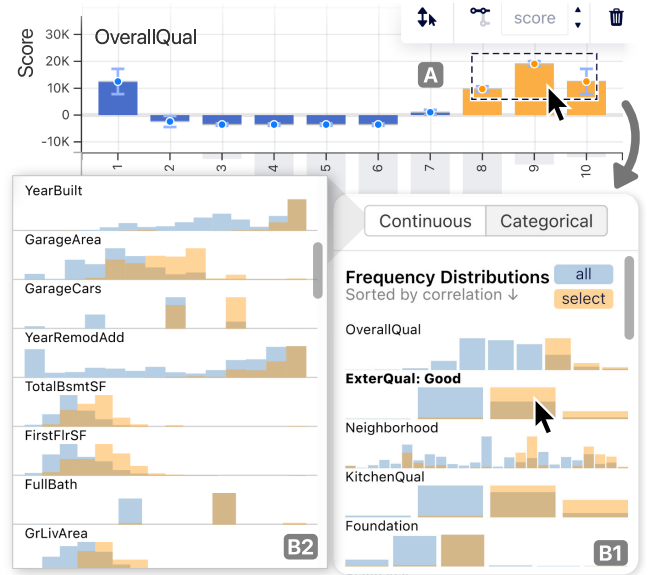 score
Score
OverallQual
30K
20K
10K
0
-10K
A
1 2 3 4 5 6 7 8 9 10
YearBuilt
GarageArea
GarageCars
YearRemodAdd
TotalBsmtSF
FirstFlrSF
FullBath
GrLivArea
B2
Continuous Categorical
Frequency Distributions all
Sorted by correlation ↓ select
OverallQual
ExterQual: Good
Neighborhood
KitchenQual
Foundation
B1